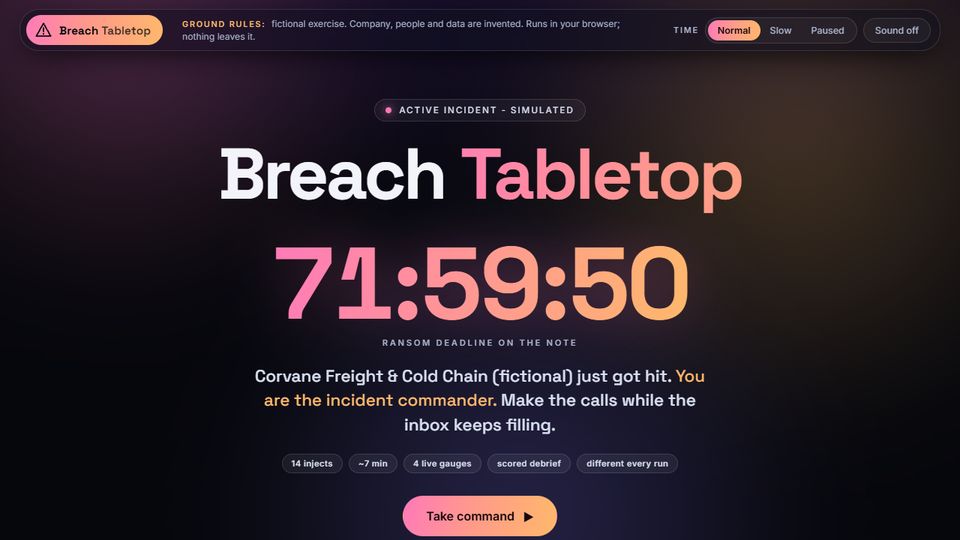 Breach Tabletop
GROUND RULES: fictional exercise. Company, people and data are invented. Runs in your browser;
nothing leaves it.
TIME
Normal
Slow
Paused
Sound off
ACTIVE INCIDENT - SIMULATED
Breach Tabletop
71:59:50
RANSOM DEADLINE ON THE NOTE
Corvane Freight & Cold Chain (fictional) just got hit. You
are the incident commander. Make the calls while the
inbox keeps filling.
14 injects
~7 min
4 live gauges
scored debrief
different every run
Take command